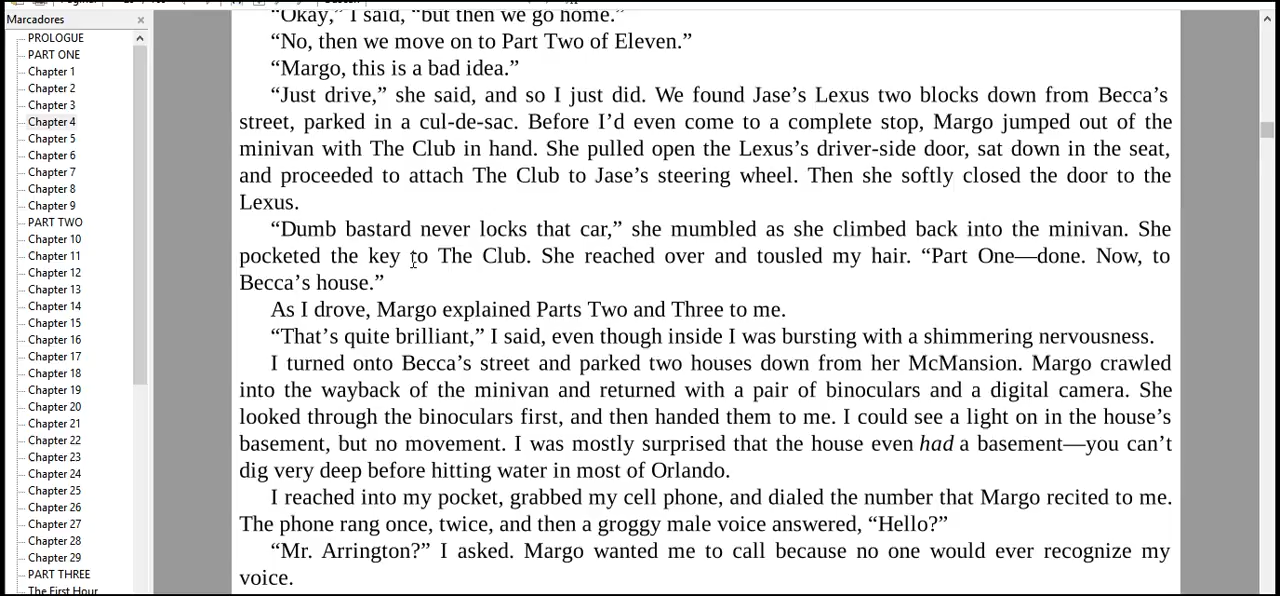 Marcadores
PROLOGUE
PART ONE
Chapter 1
Chapter 2
Chapter 3
Chapter 4
Chapter 5
Chapter 6
Chapter 7
Chapter 8
Chapter 9
PART TWO
Chapter 10
Chapter 11
Chapter 12
Chapter 13
Chapter 14
Chapter 15
Chapter 16
Chapter 17
Chapter 18
Chapter 19
Chapter 20
Chapter 21
Chapter 22
Chapter 23
Chapter 24
Chapter 25
Chapter 26
Chapter 27
Chapter 28
Chapter 29
PART THREE
The First Hour
“Okay,” I said, “but then we go home.”
“No, then we move on to Part Two of Eleven.”
“Margo, this is a bad idea.”
“Just drive,” she said, and so I just did. We found Jase’s Lexus two blocks down from Becca’s
street, parked in a cul-de-sac. Before I’d even come to a complete stop, Margo jumped out of the
minivan with The Club in hand. She pulled open the Lexus’s driver-side door, sat down in the seat,
and proceeded to attach The Club to Jase’s steering wheel. Then she softly closed the door to the
Lexus.
“Dumb bastard never locks that car,” she mumbled as she climbed back into the minivan. She
pocketed the key to The Club. She reached over and tousled my hair. “Part One—done. Now, to
Becca’s house.”
As I drove, Margo explained Parts Two and Three to me.
“That’s quite brilliant,” I said, even though inside I was bursting with a shimmering nervousness.
I turned onto Becca’s street and parked two houses down from her McMansion. Margo crawled
into the wayback of the minivan and returned with a pair of binoculars and a digital camera. She
looked through the binoculars first, and then handed them to me. I could see a light on in the house’s
basement, but no movement. I was mostly surprised that the house even had a basement—you can’t
dig very deep before hitting water in most of Orlando.
I reached into my pocket, grabbed my cell phone, and dialed the number that Margo recited to me.
The phone rang once, twice, and then a groggy male voice answered, “Hello?”
“Mr. Arrington?” I asked. Margo wanted me to call because no one would ever recognize my
voice.